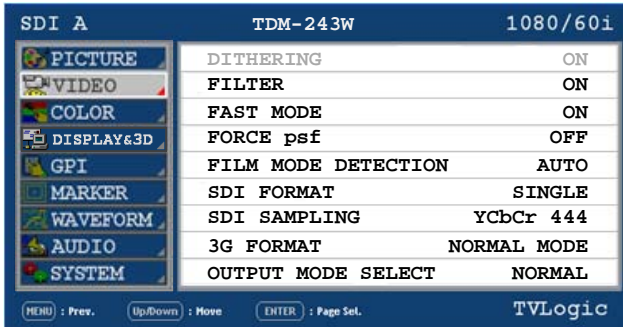 SDI A TDM-243W 1080/60i
PICTURE DITHERING ON
VIDEO FILTER ON
COLOR FAST MODE ON
DISPLAY&3D FORCE psf OFF
GPI FILM MODE DETECTION AUTO
MARKER SDI FORMAT SINGLE
WAVEFORM SDI SAMPLING YCbCr 444
AUDIO 3G FORMAT NORMAL MODE
SYSTEM OUTPUT MODE SELECT NORMAL
MENU : Prev. Up/Down : Move ENTER : Page Sel. TVLogic